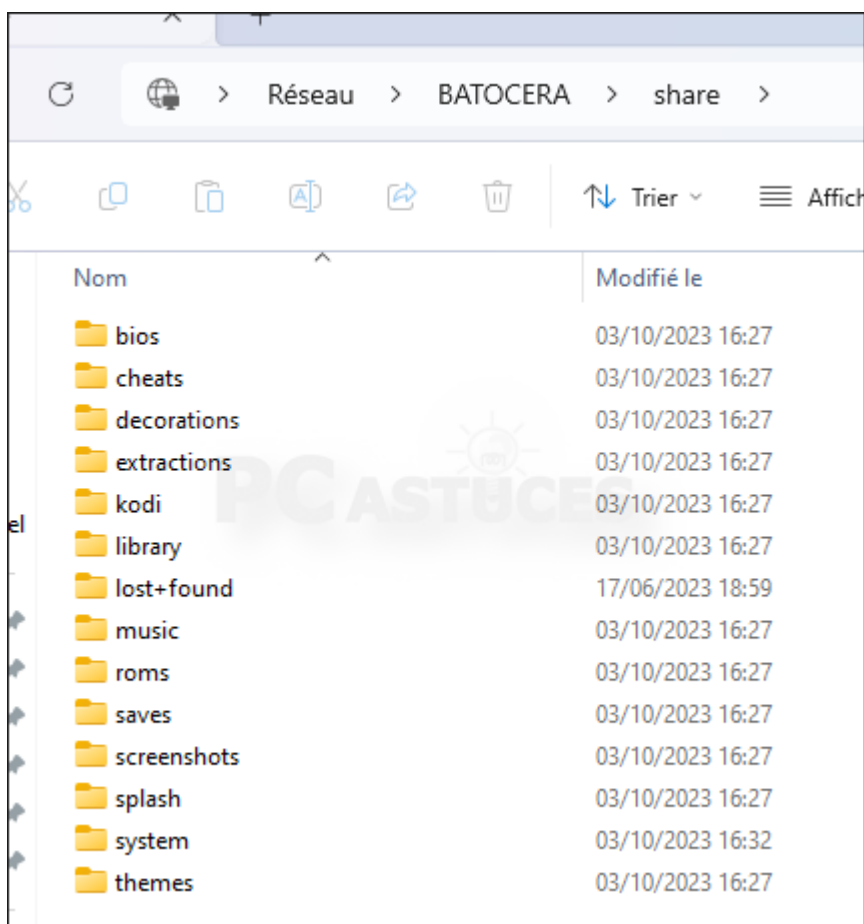 Réseau > BATOCERA > share >
Trier
Nom Modifié le
bios 03/10/2023 16:27
cheats 03/10/2023 16:27
decorations 03/10/2023 16:27
extractions 03/10/2023 16:27
kodi 03/10/2023 16:27
library 03/10/2023 16:27
lost+found 17/06/2023 18:59
music 03/10/2023 16:27
roms 03/10/2023 16:27
saves 03/10/2023 16:27
screenshots 03/10/2023 16:27
splash 03/10/2023 16:27
system 03/10/2023 16:32
themes 03/10/2023 16:27
PC ASTUCES